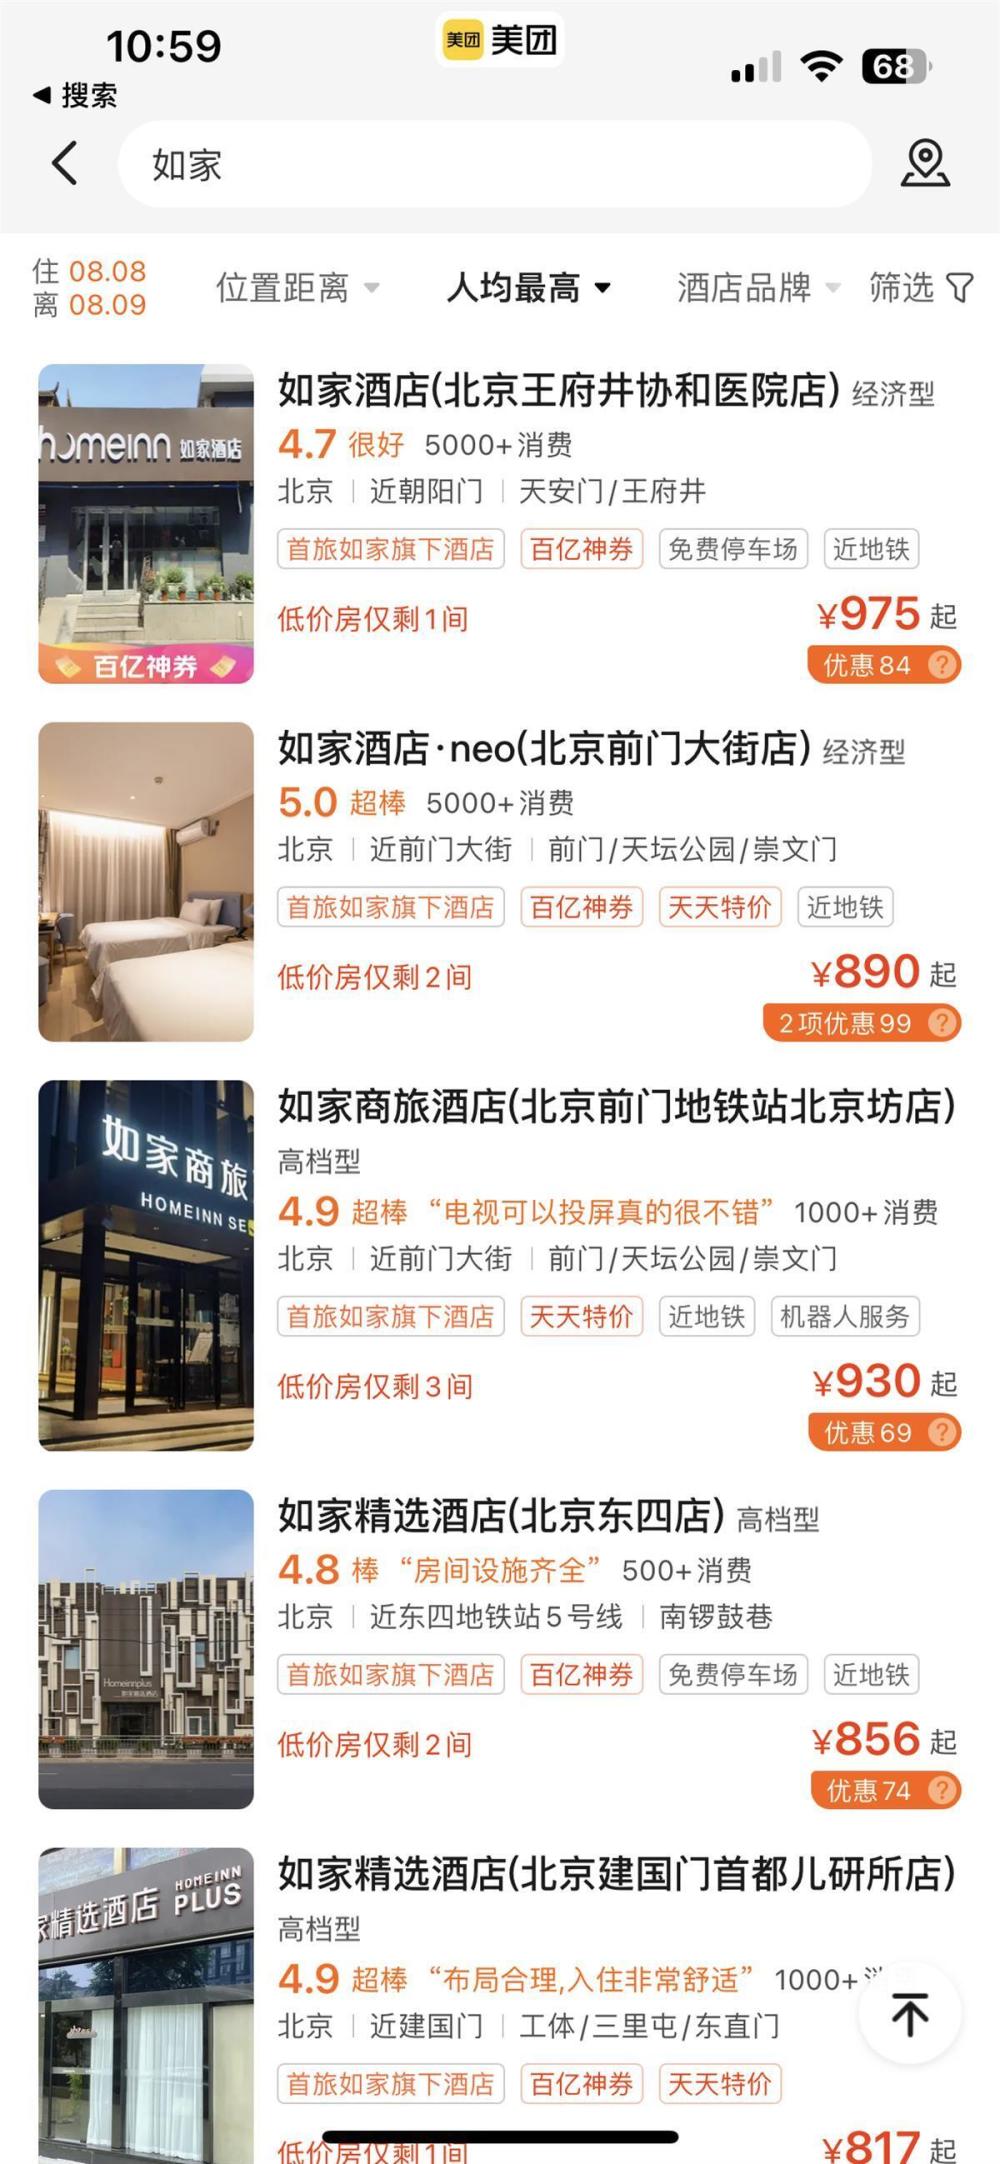 10:59
美团 美团
68
搜索
如家
住 08.08
离 08.09
位置距离
人均最高
酒店品牌
筛选
homeinn 如家酒店
百亿神券
如家酒店(北京王府井协和医院店) 经济型
4.7 很好 5000+消费
北京 近朝阳门 天安门/王府井
首旅如家旗下酒店 百亿神券 免费停车场 近地铁
低价房仅剩1间
¥975 起
优惠84 ?
如家酒店·neo(北京前门大街店) 经济型
5.0 超棒 5000+消费
北京 近前门大街 前门/天坛公园/崇文门
首旅如家旗下酒店 百亿神券 天天特价 近地铁
低价房仅剩2间
¥890 起
2项优惠99 ?
如家商旅
HOMEINN SE
如家商旅酒店(北京前门地铁站北京坊店)
高档型
4.9 超棒 “电视可以投屏真的很不错” 1000+消费
北京 近前门大街 前门/天坛公园/崇文门
首旅如家旗下酒店 天天特价 近地铁 机器人服务
低价房仅剩3间
¥930 起
优惠69 ?
Homeinnplus
如家精选酒店(北京东四店) 高档型
4.8 棒 “房间设施齐全” 500+消费
北京 近东四地铁站5号线 南锣鼓巷
首旅如家旗下酒店 百亿神券 免费停车场 近地铁
低价房仅剩2间
¥856 起
优惠74 ?
家精选酒店 HOMEINN
PLUS
如家精选酒店(北京建国门首都儿研所店)
高档型
4.9 超棒 “布局合理,入住非常舒适” 1000+
北京 近建国门 工体/三里屯/东直门
首旅如家旗下酒店 百亿神券 天天特价
低价房仅剩1间
¥817 起